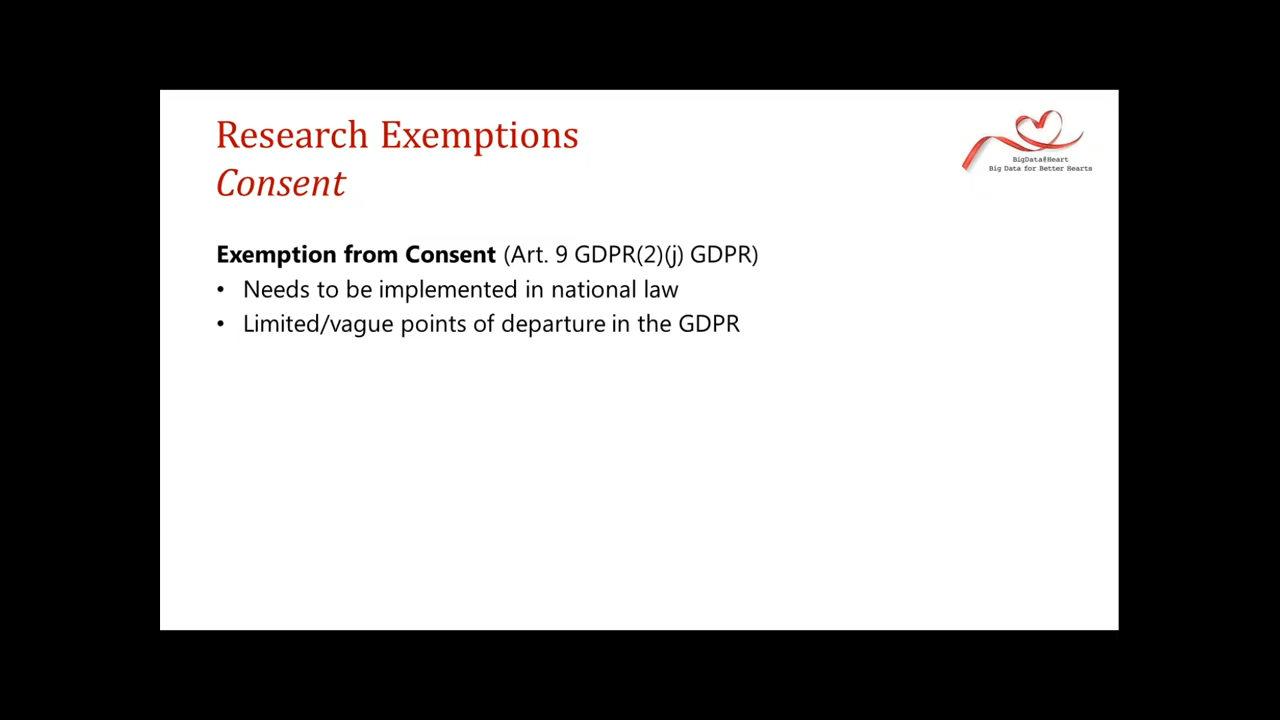 Research Exemptions
Consent
BigData@Heart
Big Data for Better Hearts
Exemption from Consent (Art. 9 GDPR(2)(j) GDPR)
• Needs to be implemented in national law
• Limited/vague points of departure in the GDPR